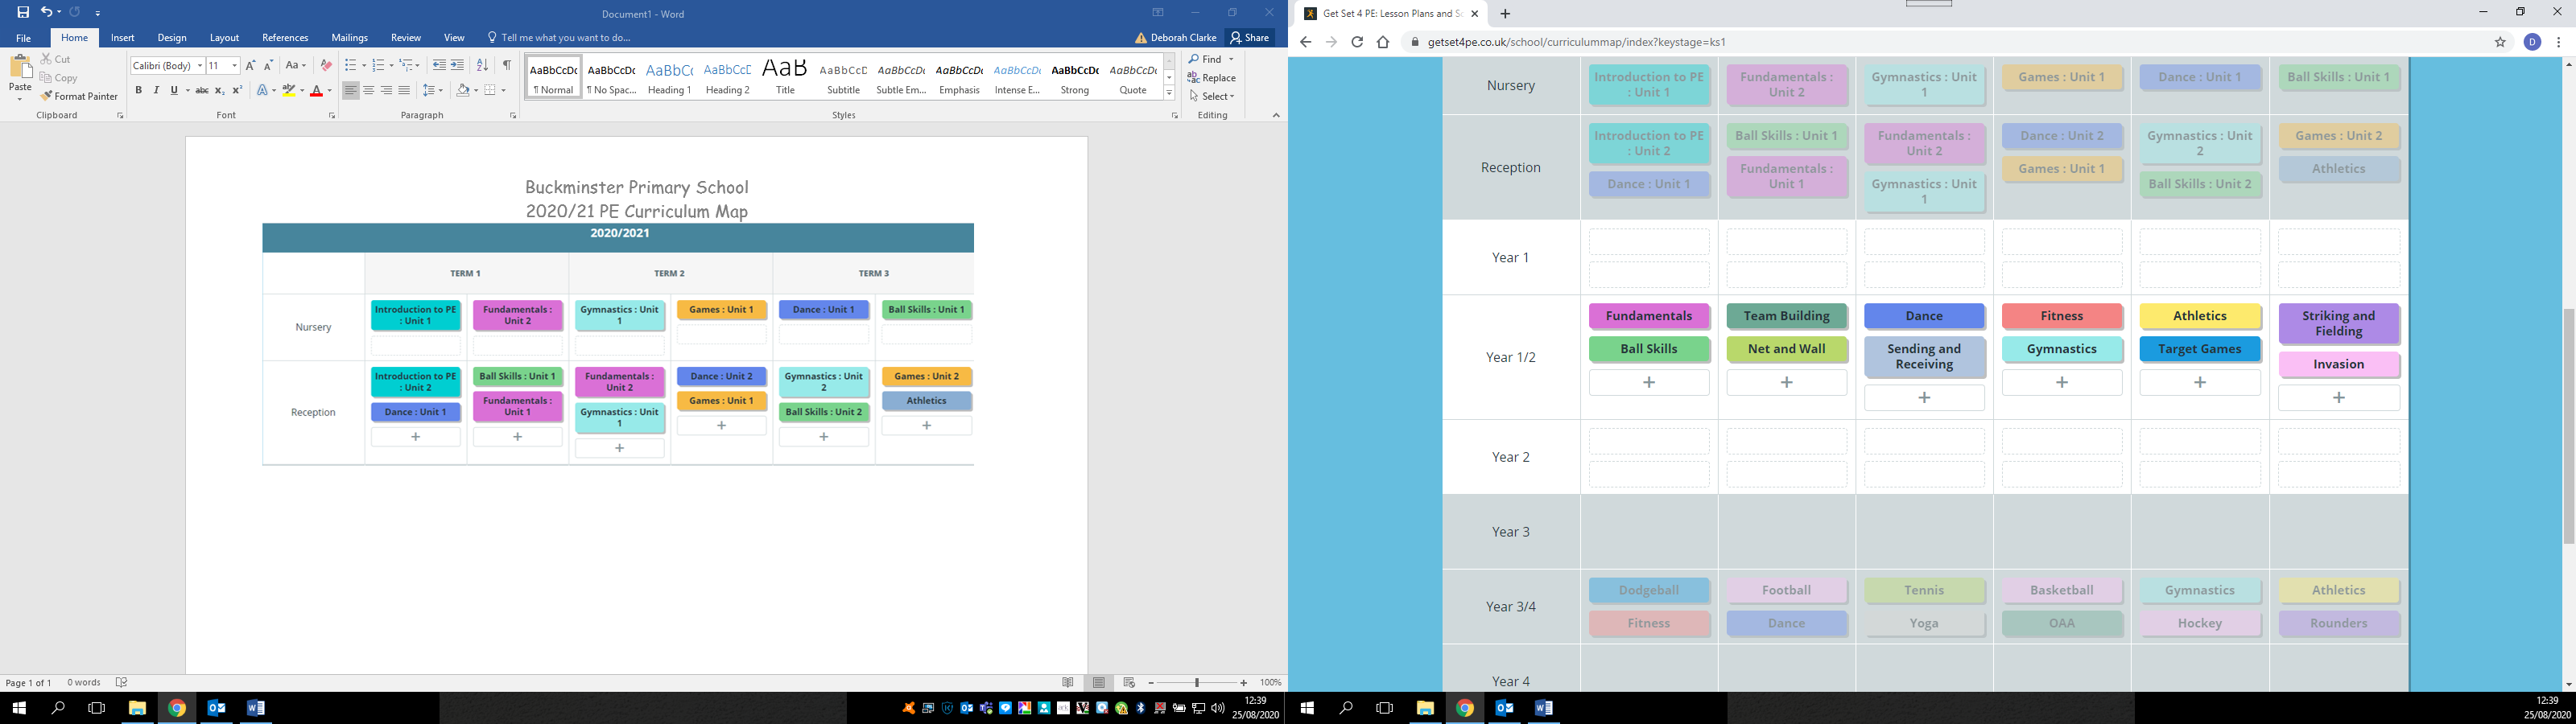 Document1 - Word
File Home Insert Design Layout References Mailings Review View Tell me what you want to do... Deborah Clarke Share
Paste
Cut
Copy
Format Painter
Clipboard
Calibri (Body) 11
Font
Paragraph
AaBbCcDc AaBbCcDc AaBbCc AaBbCcD AaB AaBbCcD AaBbCcDc AaBbCcDc AaBbCcDc AaBbCcDc AaBbCcDc
¶ Normal ¶ No Spac... Heading 1 Heading 2 Title Subtitle Subtle Em... Emphasis Intense E... Strong Quote
Styles
Find
Replace
Select
Editing
Buckminster Primary School
2020/21 PE Curriculum Map
2020/2021
TERM 1 TERM 2 TERM 3
Nursery
Introduction to PE : Unit 1
Fundamentals : Unit 2
Gymnastics : Unit 1
Games : Unit 1
Dance : Unit 1
Ball Skills : Unit 1
Reception
Introduction to PE : Unit 2
Dance : Unit 1
+
Ball Skills : Unit 1
Fundamentals : Unit 1
+
Fundamentals : Unit 2
Gymnastics : Unit 1
+
Dance : Unit 2
Games : Unit 1
+
Gymnastics : Unit 2
Ball Skills : Unit 2
+
Games : Unit 2
Athletics
+
Page 1 of 1 0 words 100%
12:39
25/08/2020
Get Set 4 PE: Lesson Plans and Sc
getset4pe.co.uk/school/curriculummap/index?keystage=ks1
D
Nursery
Introduction to PE : Unit 1
Fundamentals : Unit 2
Gymnastics : Unit 1
Games : Unit 1
Dance : Unit 1
Ball Skills : Unit 1
Reception
Introduction to PE : Unit 2
Dance : Unit 1
Ball Skills : Unit 1
Fundamentals : Unit 1
Fundamentals : Unit 2
Gymnastics : Unit 1
Dance : Unit 2
Games : Unit 1
Gymnastics : Unit 2
Ball Skills : Unit 2
Games : Unit 2
Athletics
Year 1
Year 1/2
Fundamentals
Ball Skills
+
Team Building
Net and Wall
+
Dance
Sending and Receiving
+
Fitness
Gymnastics
+
Athletics
Target Games
+
Striking and Fielding
Invasion
+
Year 2
Year 3
Year 3/4
Dodgeball Football Tennis Basketball Gymnastics Athletics
Fitness Dance Yoga OAA Hockey Rounders
Year 4
12:39
25/08/2020